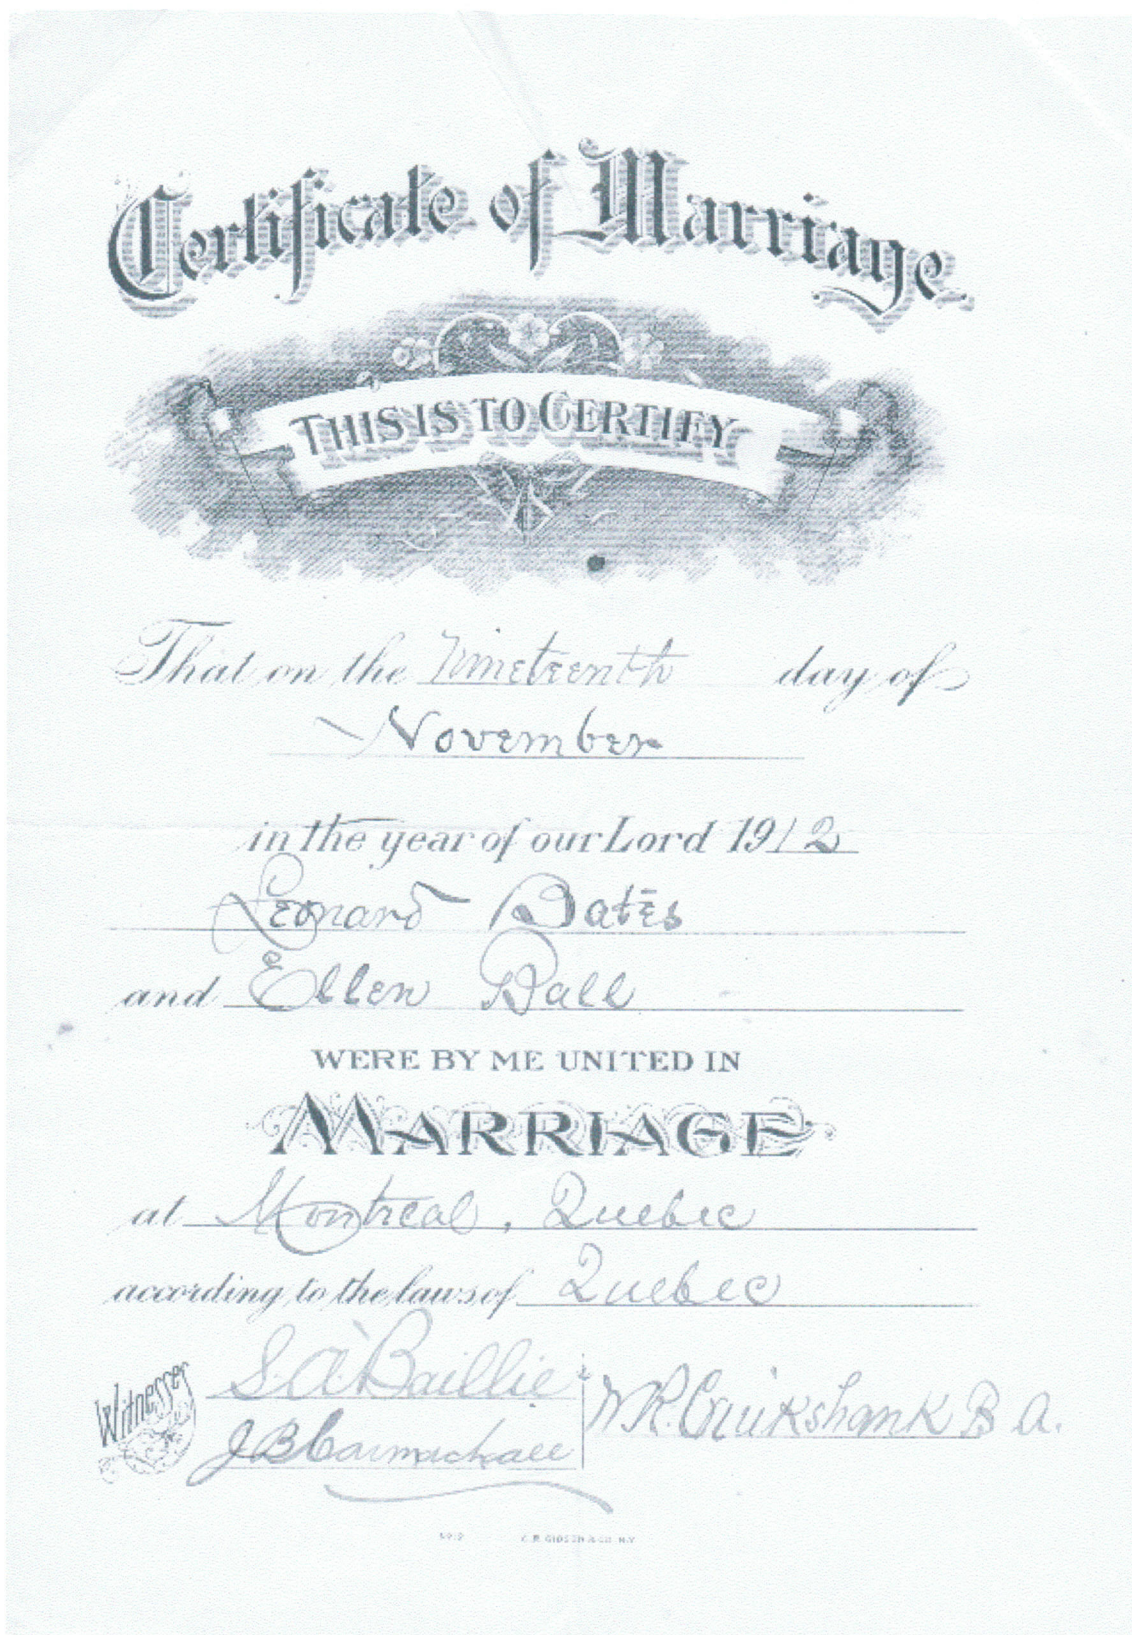 Certificate of Marriage
THIS IS TO CERTIFY
That on the Nineteenth day of
November
in the year of our Lord 1912
Leonard Bates
and Ellen Ball
WERE BY ME UNITED IN
MARRIAGE
at Montreal, Quebec
according to the laws of Quebec
Witnesses
S. A. Baillie
J B Carmichael
W R. Cruikshank B A.